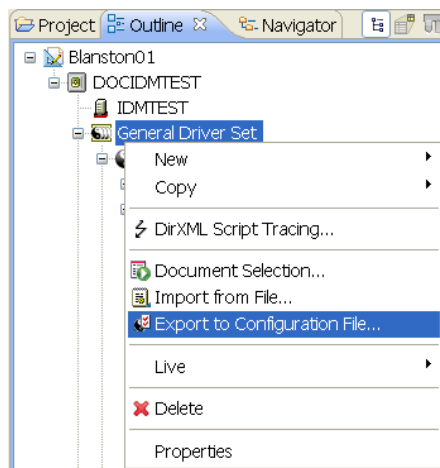 Project Outline Navigator
Blanston01
DOCIDMTEST
IDMTEST
General Driver Set
New
Copy
DirXML Script Tracing...
Document Selection...
Import from File...
Export to Configuration File...
Live
Delete
Properties